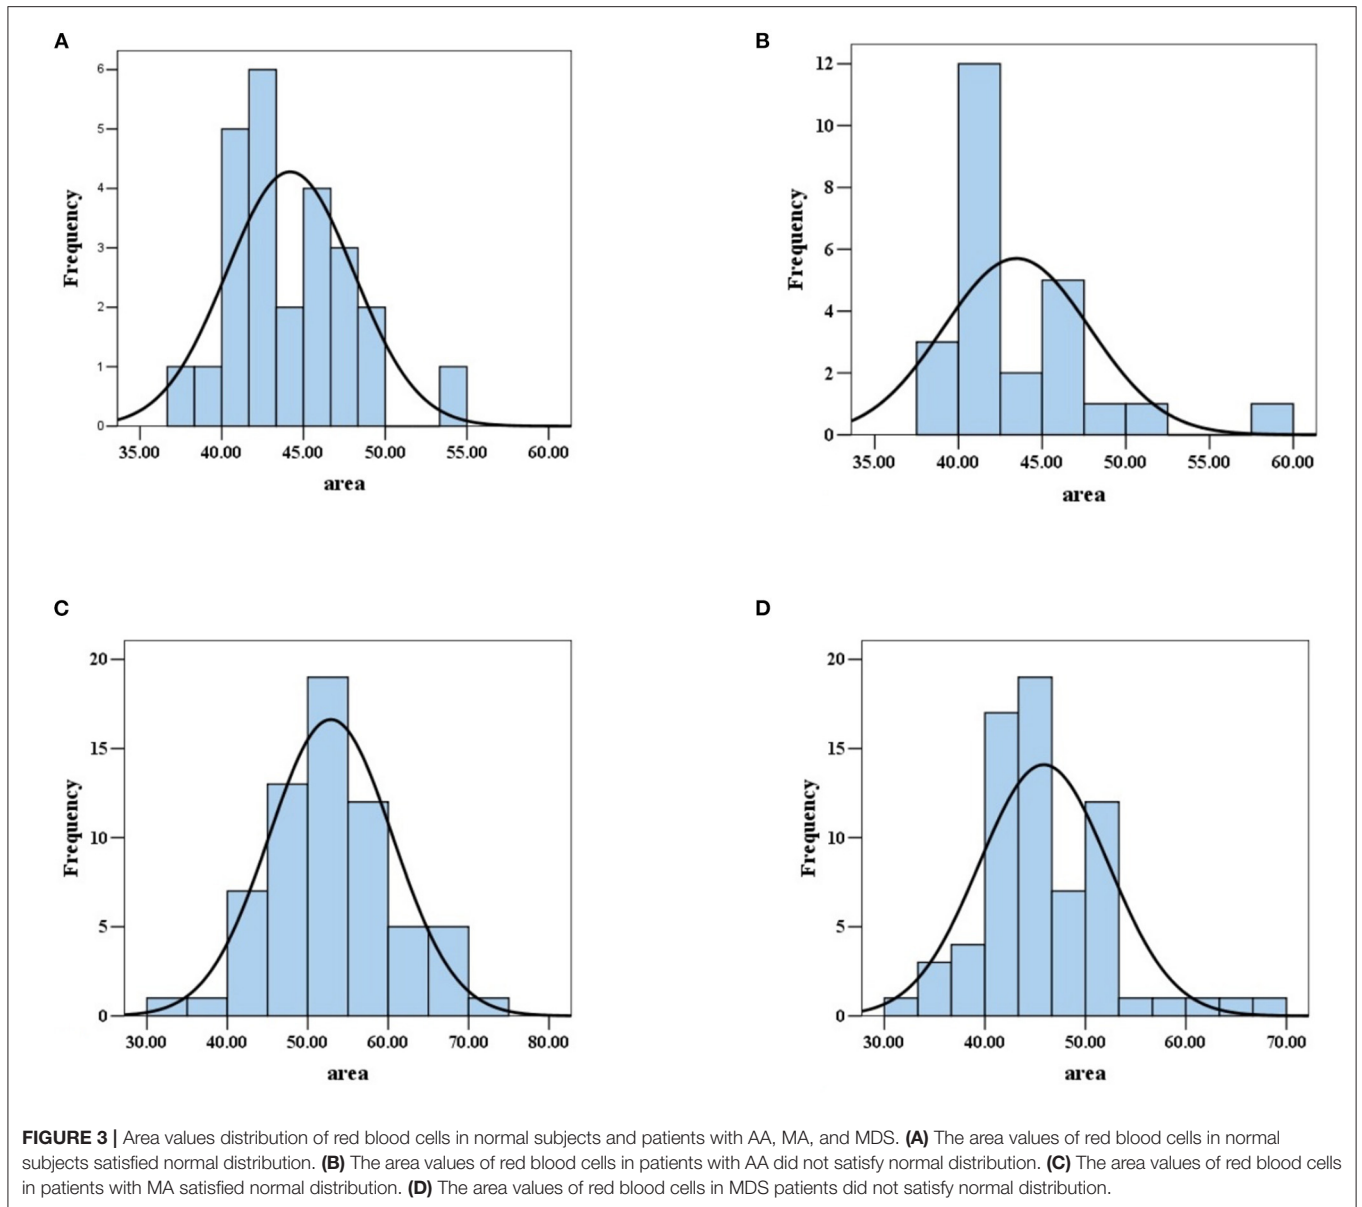 A
6
5
4
3
2
1
0
Frequency
35.00 40.00 45.00 50.00 55.00 60.00
area
B
12
10
8
6
4
2
0
Frequency
35.00 40.00 45.00 50.00 55.00 60.00
area
C
20
15
10
5
0
Frequency
30.00 40.00 50.00 60.00 70.00 80.00
area
D
20
15
10
5
0
Frequency
30.00 40.00 50.00 60.00 70.00
area
FIGURE 3 | Area values distribution of red blood cells in normal subjects and patients with AA, MA, and MDS. (A) The area values of red blood cells in normal
subjects satisfied normal distribution. (B) The area values of red blood cells in patients with AA did not satisfy normal distribution. (C) The area values of red blood cells
in patients with MA satisfied normal distribution. (D) The area values of red blood cells in MDS patients did not satisfy normal distribution.